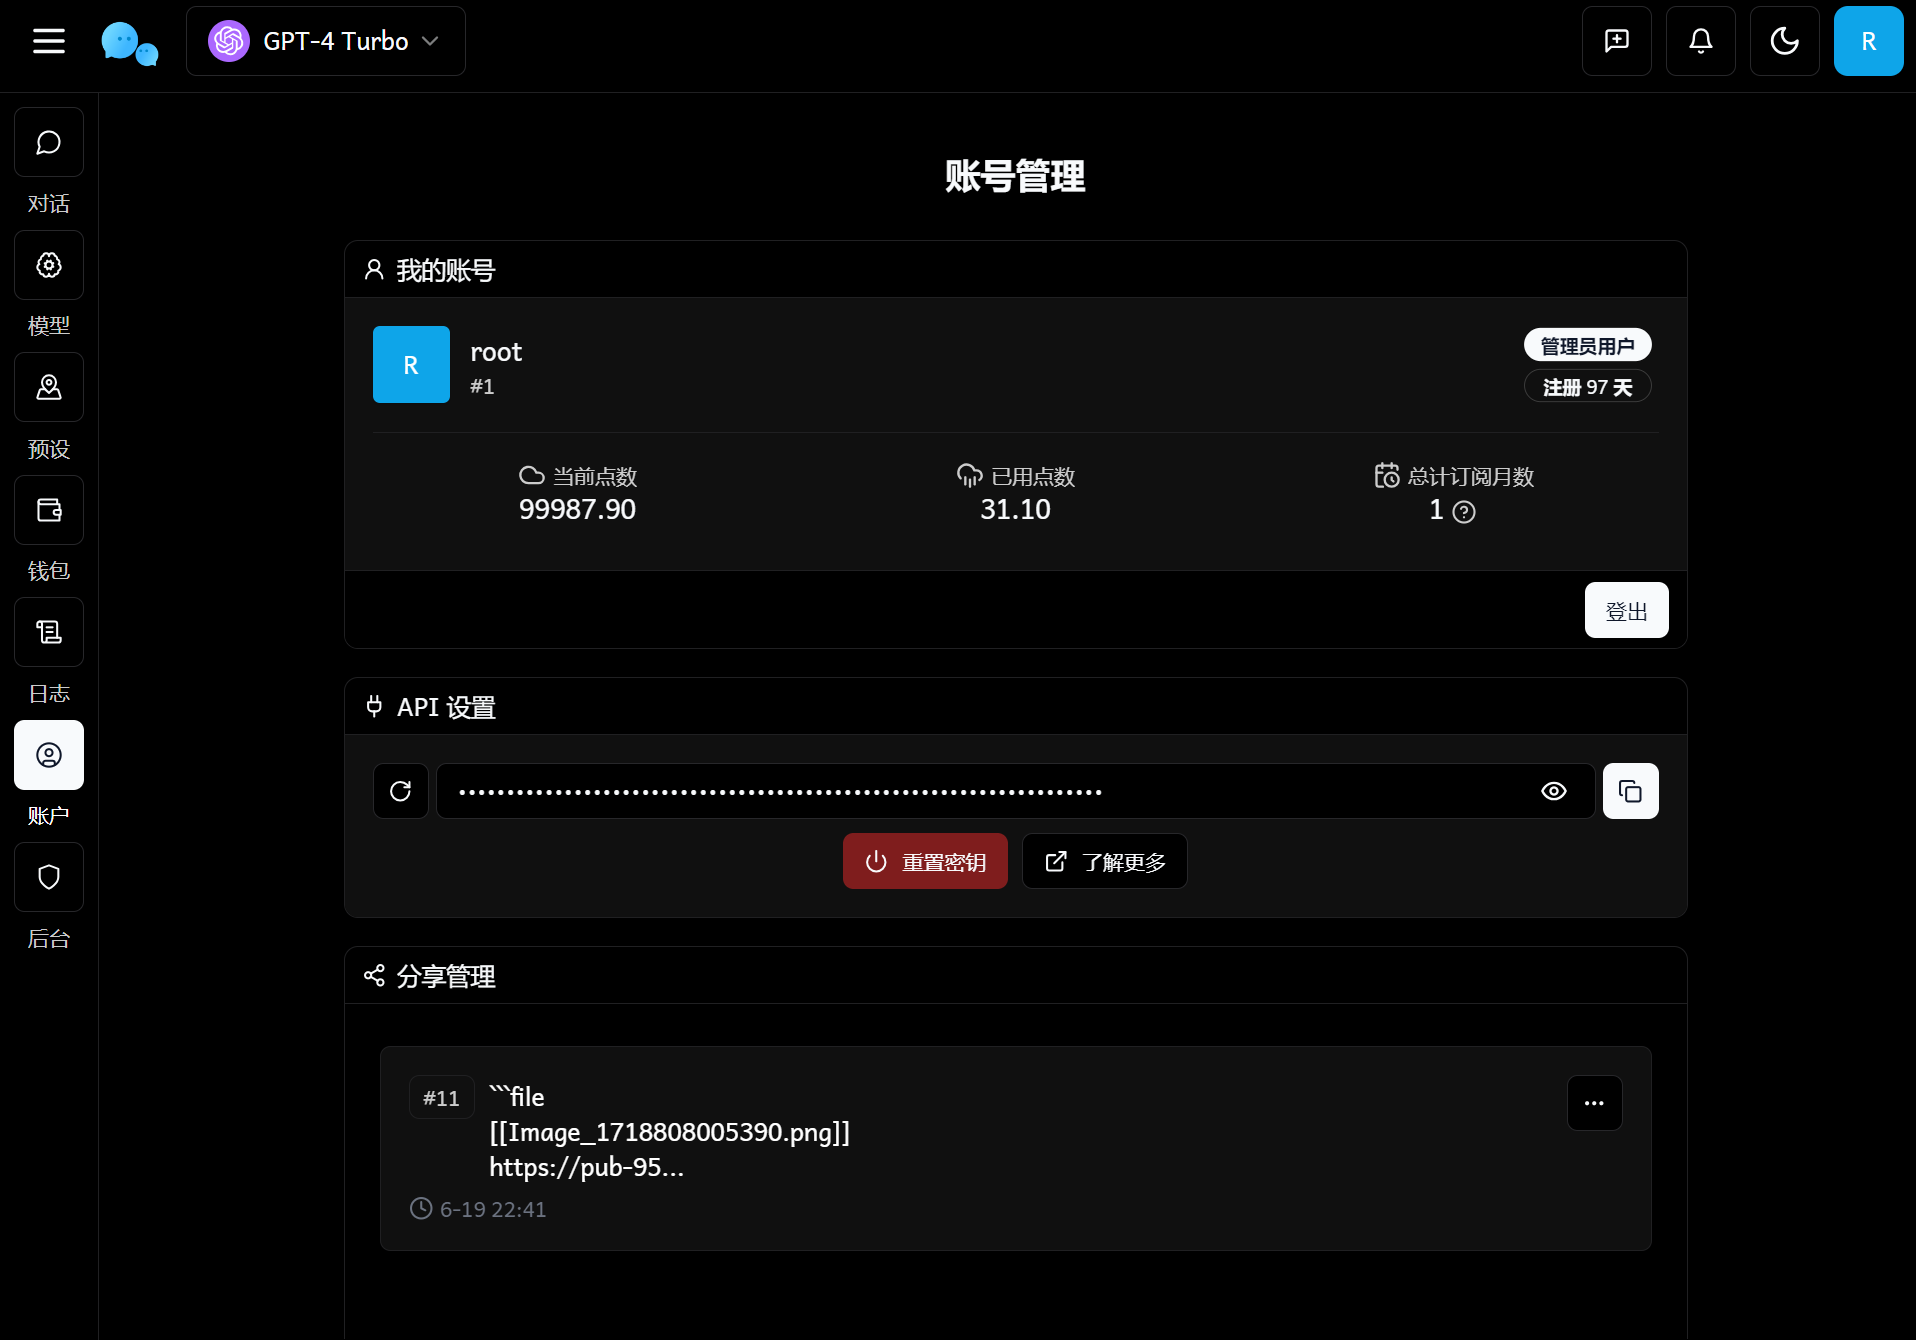 GPT-4 Turbo
R
对话
模型
预设
钱包
日志
账户
后台
账号管理
我的账号
R
root
#1
管理员用户
注册 97 天
当前点数
99987.90
已用点数
31.10
总计订阅月数
1
登出
API 设置
重置密钥
了解更多
分享管理
#11
```file
[[Image_1718808005390.png]]
https://pub-95...
6-19 22:41